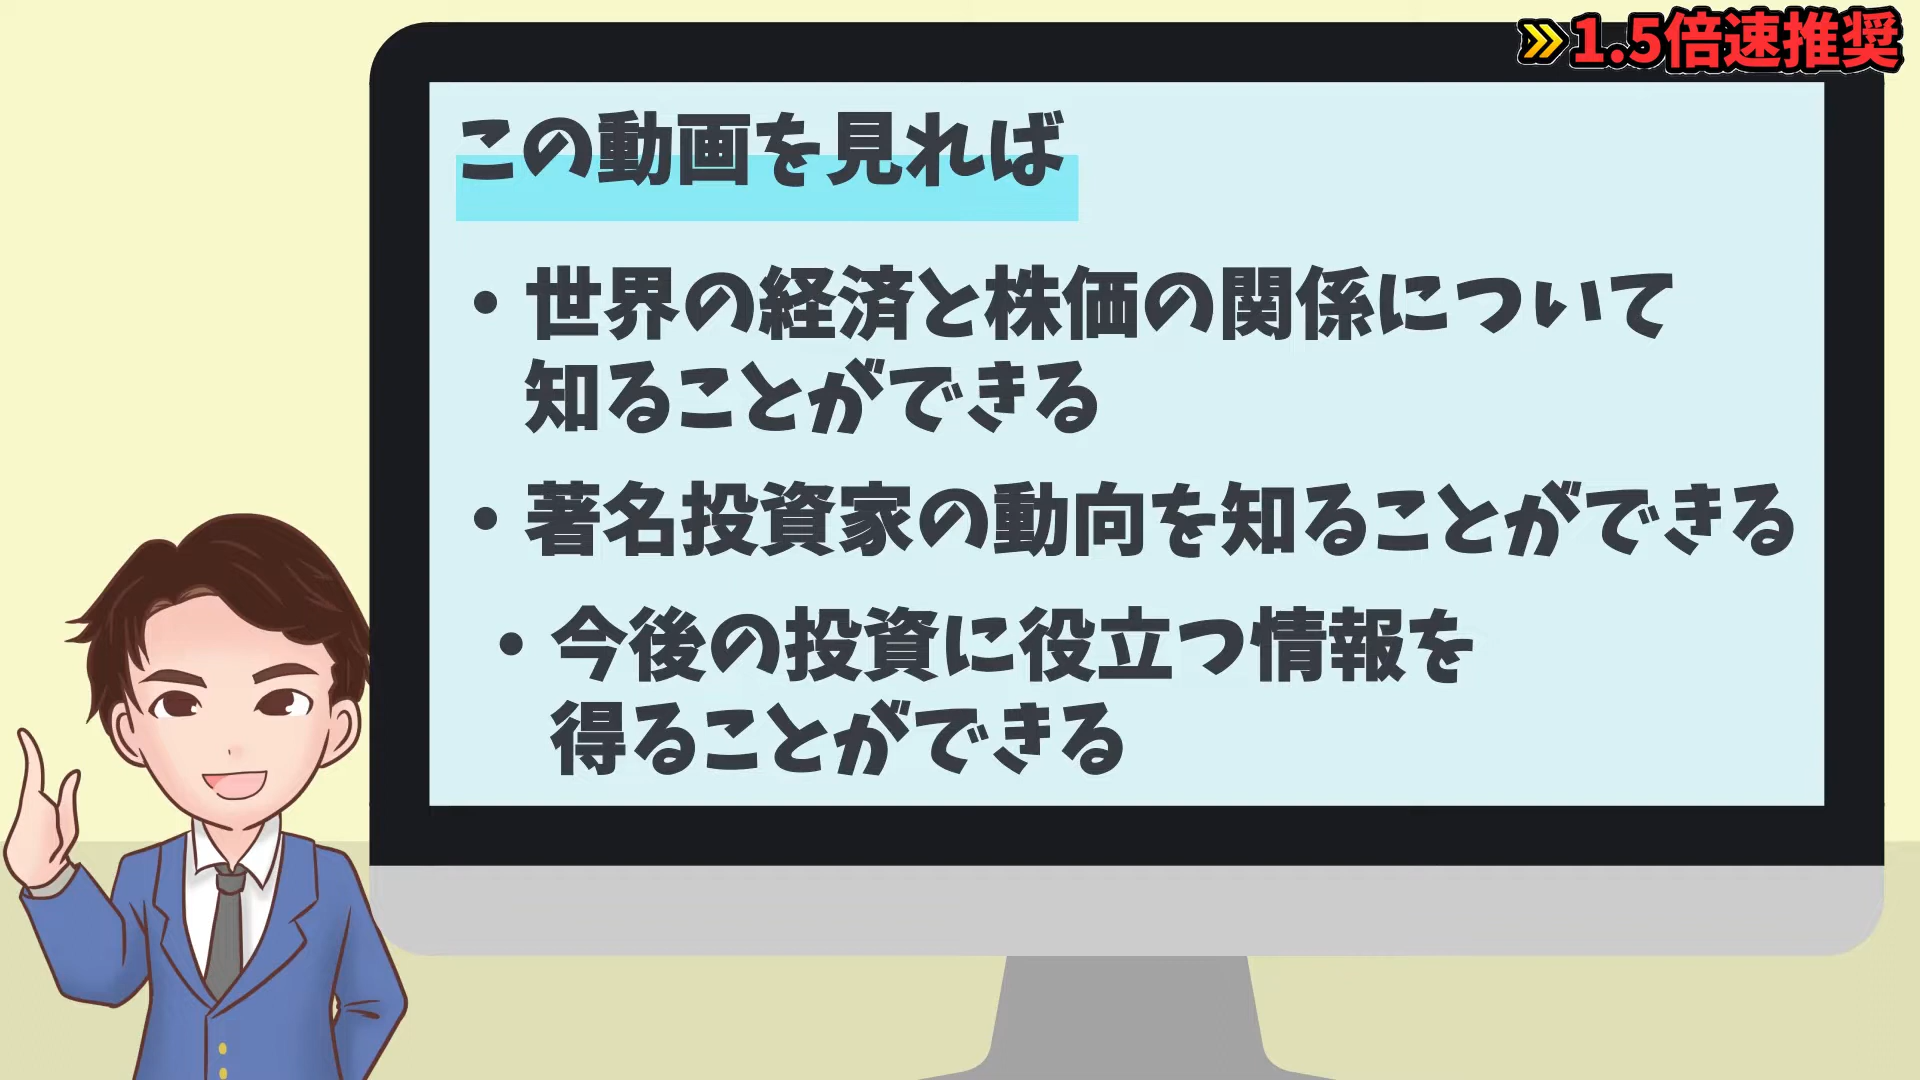 1.5倍速推奨
この動画を見れば
・世界の経済と株価の関係について
知ることができる
・著名投資家の動向を知ることができる
・今後の投資に役立つ情報を
得ることができる